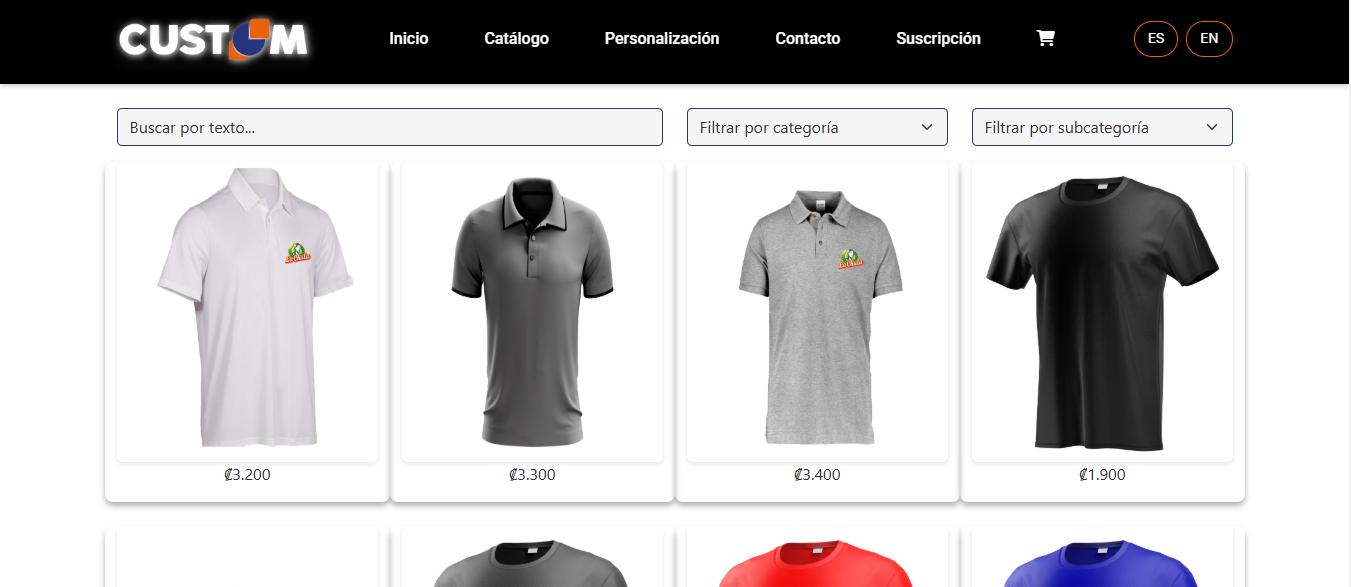 CUSTOM
Inicio
Catálogo
Personalización
Contacto
Suscripción
ES
EN
Buscar por texto...
Filtrar por categoría
Filtrar por subcategoría
₡3.200
₡3.300
₡3.400
₡1.900